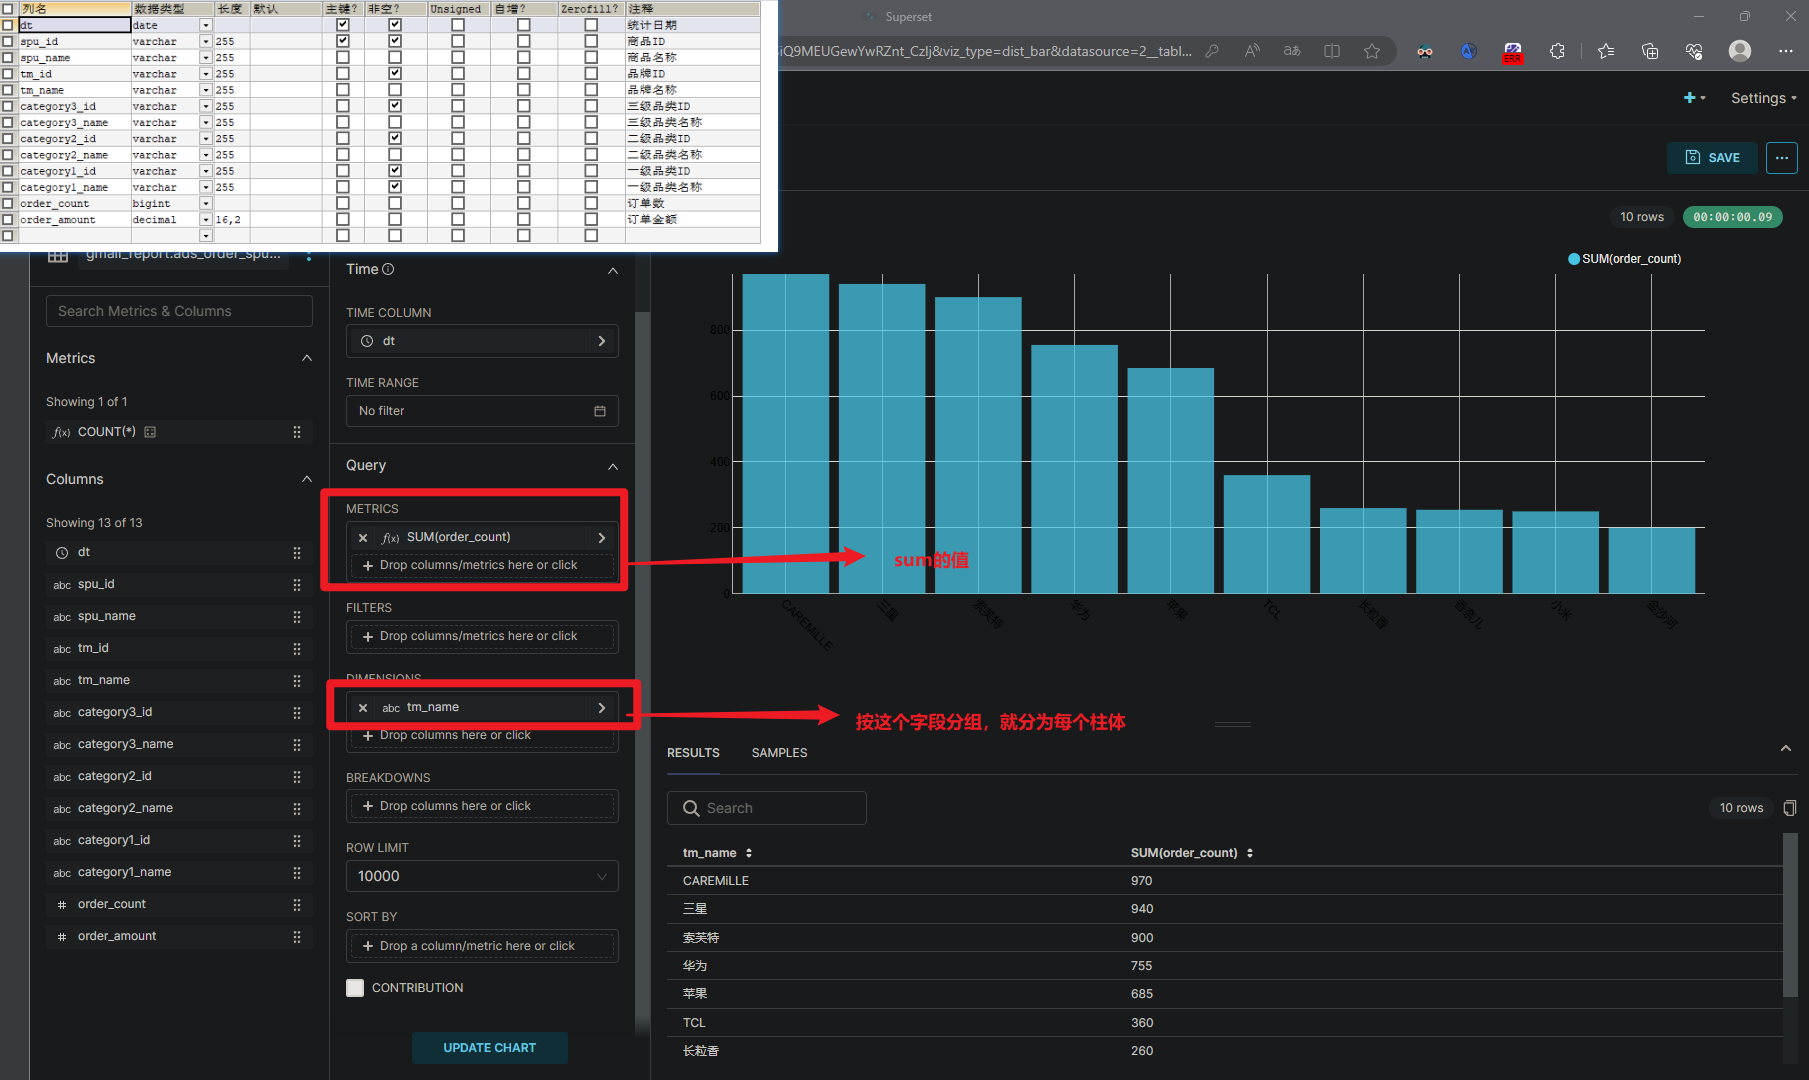 列名 数据类型 长度 默认 主键? 非空? Unsigned 自增? Zerofill? 注释
dt date 统计日期
spu_id varchar 255 商品ID
spu_name varchar 255 商品名称
tm_id varchar 255 品牌ID
tm_name varchar 255 品牌名称
category3_id varchar 255 三级品类ID
category3_name varchar 255 三级品类名称
category2_id varchar 255 二级品类ID
category2_name varchar 255 二级品类名称
category1_id varchar 255 一级品类ID
category1_name varchar 255 一级品类名称
order_count bigint 订单数
order_amount decimal 16,2 订单金额
Superset
iQ9MEUGewYwRZnt_CzIj&viz_type=dist_bar&datasource=2__tabl...
ERR
Settings
SAVE
10 rows 00:00:00.09
gmall_report.ads_order_spu...
Search Metrics & Columns
Metrics
Showing 1 of 1
f(x) COUNT(*)
Columns
Showing 13 of 13
dt
abc spu_id
abc spu_name
abc tm_id
abc tm_name
abc category3_id
abc category3_name
abc category2_id
abc category2_name
abc category1_id
abc category1_name
# order_count
# order_amount
Time
TIME COLUMN
dt
TIME RANGE
No filter
Query
METRICS
f(x) SUM(order_count)
Drop columns/metrics here or click
FILTERS
Drop columns/metrics here or click
DIMENSIONS
abc tm_name
Drop columns here or click
BREAKDOWNS
Drop columns here or click
ROW LIMIT
10000
SORT BY
Drop a column/metric here or click
CONTRIBUTION
UPDATE CHART
SUM(order_count)
800
600
400
200
0
CAREMiLLE
三星
索芙特
华为
苹果
TCL
长粒香
香奈儿
小米
金沙河
sum的值
按这个字段分组，就分为每个柱体
RESULTS SAMPLES
Search
10 rows
tm_name SUM(order_count)
CAREMiLLE 970
三星 940
索芙特 900
华为 755
苹果 685
TCL 360
长粒香 260